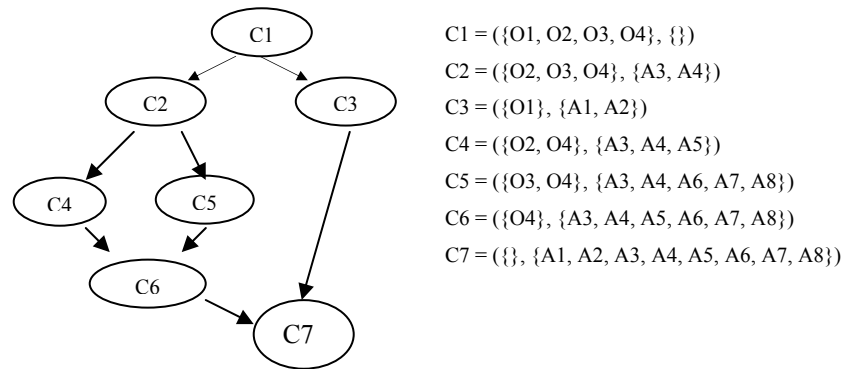 C1
C2
C3
C4
C5
C6
C7
C1 = ({O1, O2, O3, O4}, {})
C2 = ({O2, O3, O4}, {A3, A4})
C3 = ({O1}, {A1, A2})
C4 = ({O2, O4}, {A3, A4, A5})
C5 = ({O3, O4}, {A3, A4, A6, A7, A8})
C6 = ({O4}, {A3, A4, A5, A6, A7, A8})
C7 = ({}, {A1, A2, A3, A4, A5, A6, A7, A8})